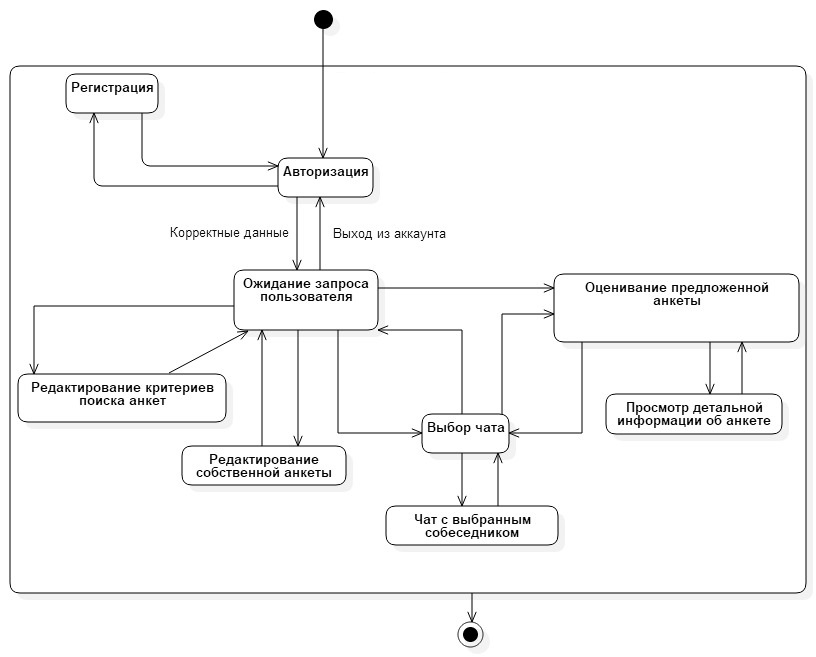 Регистрация
Авторизация
Корректные данные
Выход из аккаунта
Ожидание запроса
пользователя
Оценивание предложенной
анкеты
Редактирование критериев
поиска анкет
Просмотр детальной
информации об анкете
Выбор чата
Редактирование
собственной анкеты
Чат с выбранным
собеседником